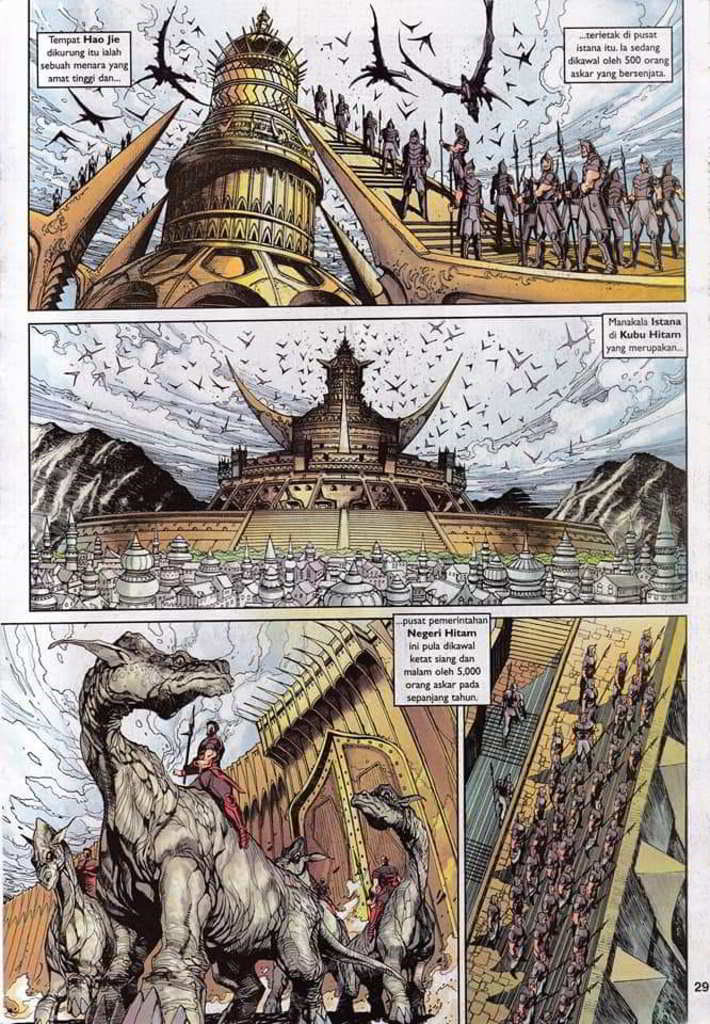 Tempat Hao Jie
dikurung itu ialah
sebuah menara yang
amat tinggi dan...
...terletak di pusat
istana itu. Ia sedang
dikawal oleh 500 orang
askar yang bersenjata.
Manakala Istana
di Kubu Hitam
yang merupakan...
...pusat pemerintahan
Negeri Hitam
ini pula dikawal
ketat siang dan
malam oleh 5,000
orang askar pada
sepanjang tahun.
29